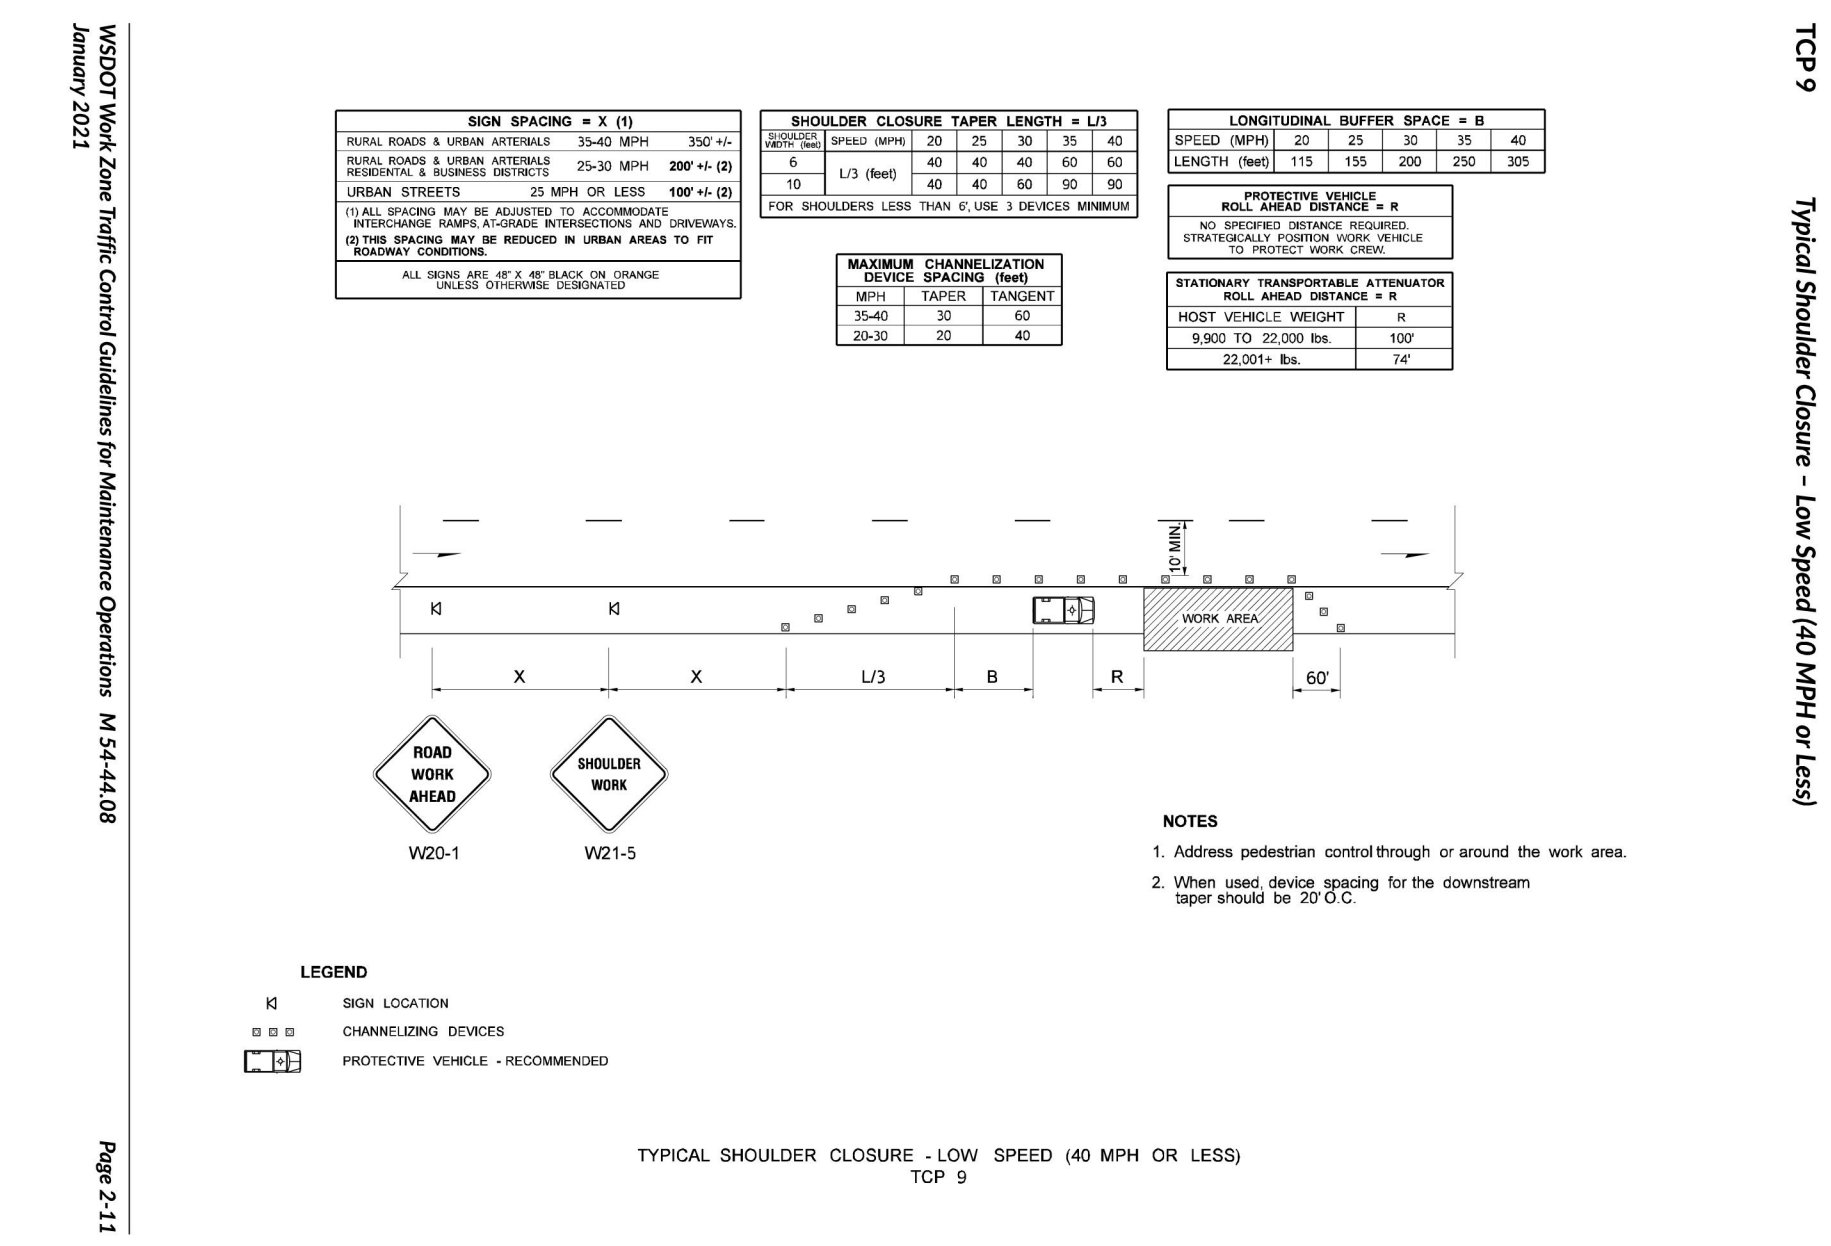 TCP 9 Typical Shoulder Closure – Low Speed (40 MPH or Less)
SIGN SPACING = X (1)
RURAL ROADS & URBAN ARTERIALS 35-40 MPH 350' +/-
RURAL ROADS & URBAN ARTERIALS
RESIDENTAL & BUSINESS DISTRICTS 25-30 MPH 200' +/- (2)
URBAN STREETS 25 MPH OR LESS 100' +/- (2)
(1) ALL SPACING MAY BE ADJUSTED TO ACCOMMODATE
INTERCHANGE RAMPS, AT-GRADE INTERSECTIONS AND DRIVEWAYS.
(2) THIS SPACING MAY BE REDUCED IN URBAN AREAS TO FIT
ROADWAY CONDITIONS.
ALL SIGNS ARE 48" X 48" BLACK ON ORANGE
UNLESS OTHERWISE DESIGNATED
SHOULDER CLOSURE TAPER LENGTH = L/3
SHOULDER
WIDTH (feet) SPEED (MPH) 20 25 30 35 40
6 40 40 40 60 60
L/3 (feet)
10 40 40 60 90 90
FOR SHOULDERS LESS THAN 6', USE 3 DEVICES MINIMUM
MAXIMUM CHANNELIZATION
DEVICE SPACING (feet)
MPH TAPER TANGENT
35-40 30 60
20-30 20 40
LONGITUDINAL BUFFER SPACE = B
SPEED (MPH) 20 25 30 35 40
LENGTH (feet) 115 155 200 250 305
PROTECTIVE VEHICLE
ROLL AHEAD DISTANCE = R
NO SPECIFIED DISTANCE REQUIRED.
STRATEGICALLY POSITION WORK VEHICLE
TO PROTECT WORK CREW.
STATIONARY TRANSPORTABLE ATTENUATOR
ROLL AHEAD DISTANCE = R
HOST VEHICLE WEIGHT R
9,900 TO 22,000 lbs. 100'
22,001+ lbs. 74'
10' MIN.
WORK AREA
X X L/3 B R 60'
ROAD
WORK
AHEAD
W20-1
SHOULDER
WORK
W21-5
NOTES
1. Address pedestrian control through or around the work area.
2. When used, device spacing for the downstream
taper should be 20' O.C.
LEGEND
SIGN LOCATION
CHANNELIZING DEVICES
PROTECTIVE VEHICLE - RECOMMENDED
TYPICAL SHOULDER CLOSURE - LOW SPEED (40 MPH OR LESS)
TCP 9
WSDOT Work Zone Traffic Control Guidelines for Maintenance Operations M 54-44.08 Page 2-11
January 2021